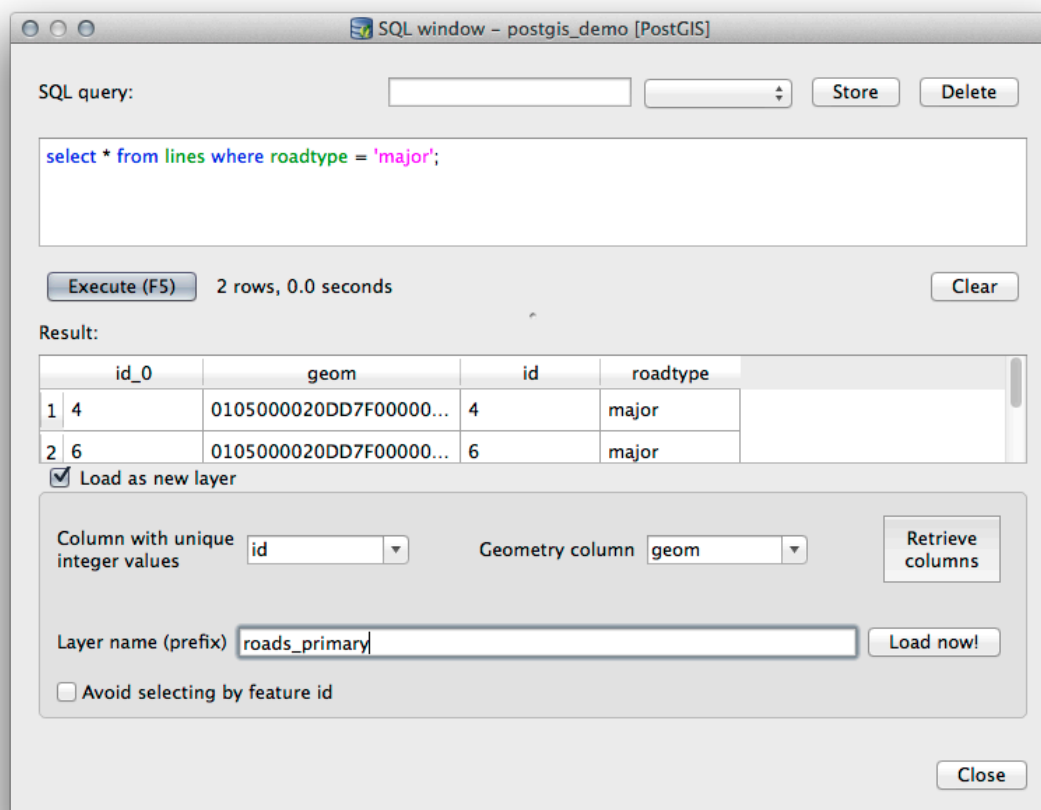 SQL window – postgis_demo [PostGIS]
SQL query:
Store
Delete
select * from lines where roadtype = 'major';
Execute (F5)
2 rows, 0.0 seconds
Clear
Result:
id_0 geom id roadtype
1 4 0105000020DD7F00000... 4 major
2 6 0105000020DD7F00000... 6 major
Load as new layer
Column with unique
integer values
id
Geometry column
geom
Retrieve
columns
Layer name (prefix)
roads_primary
Load now!
Avoid selecting by feature id
Close